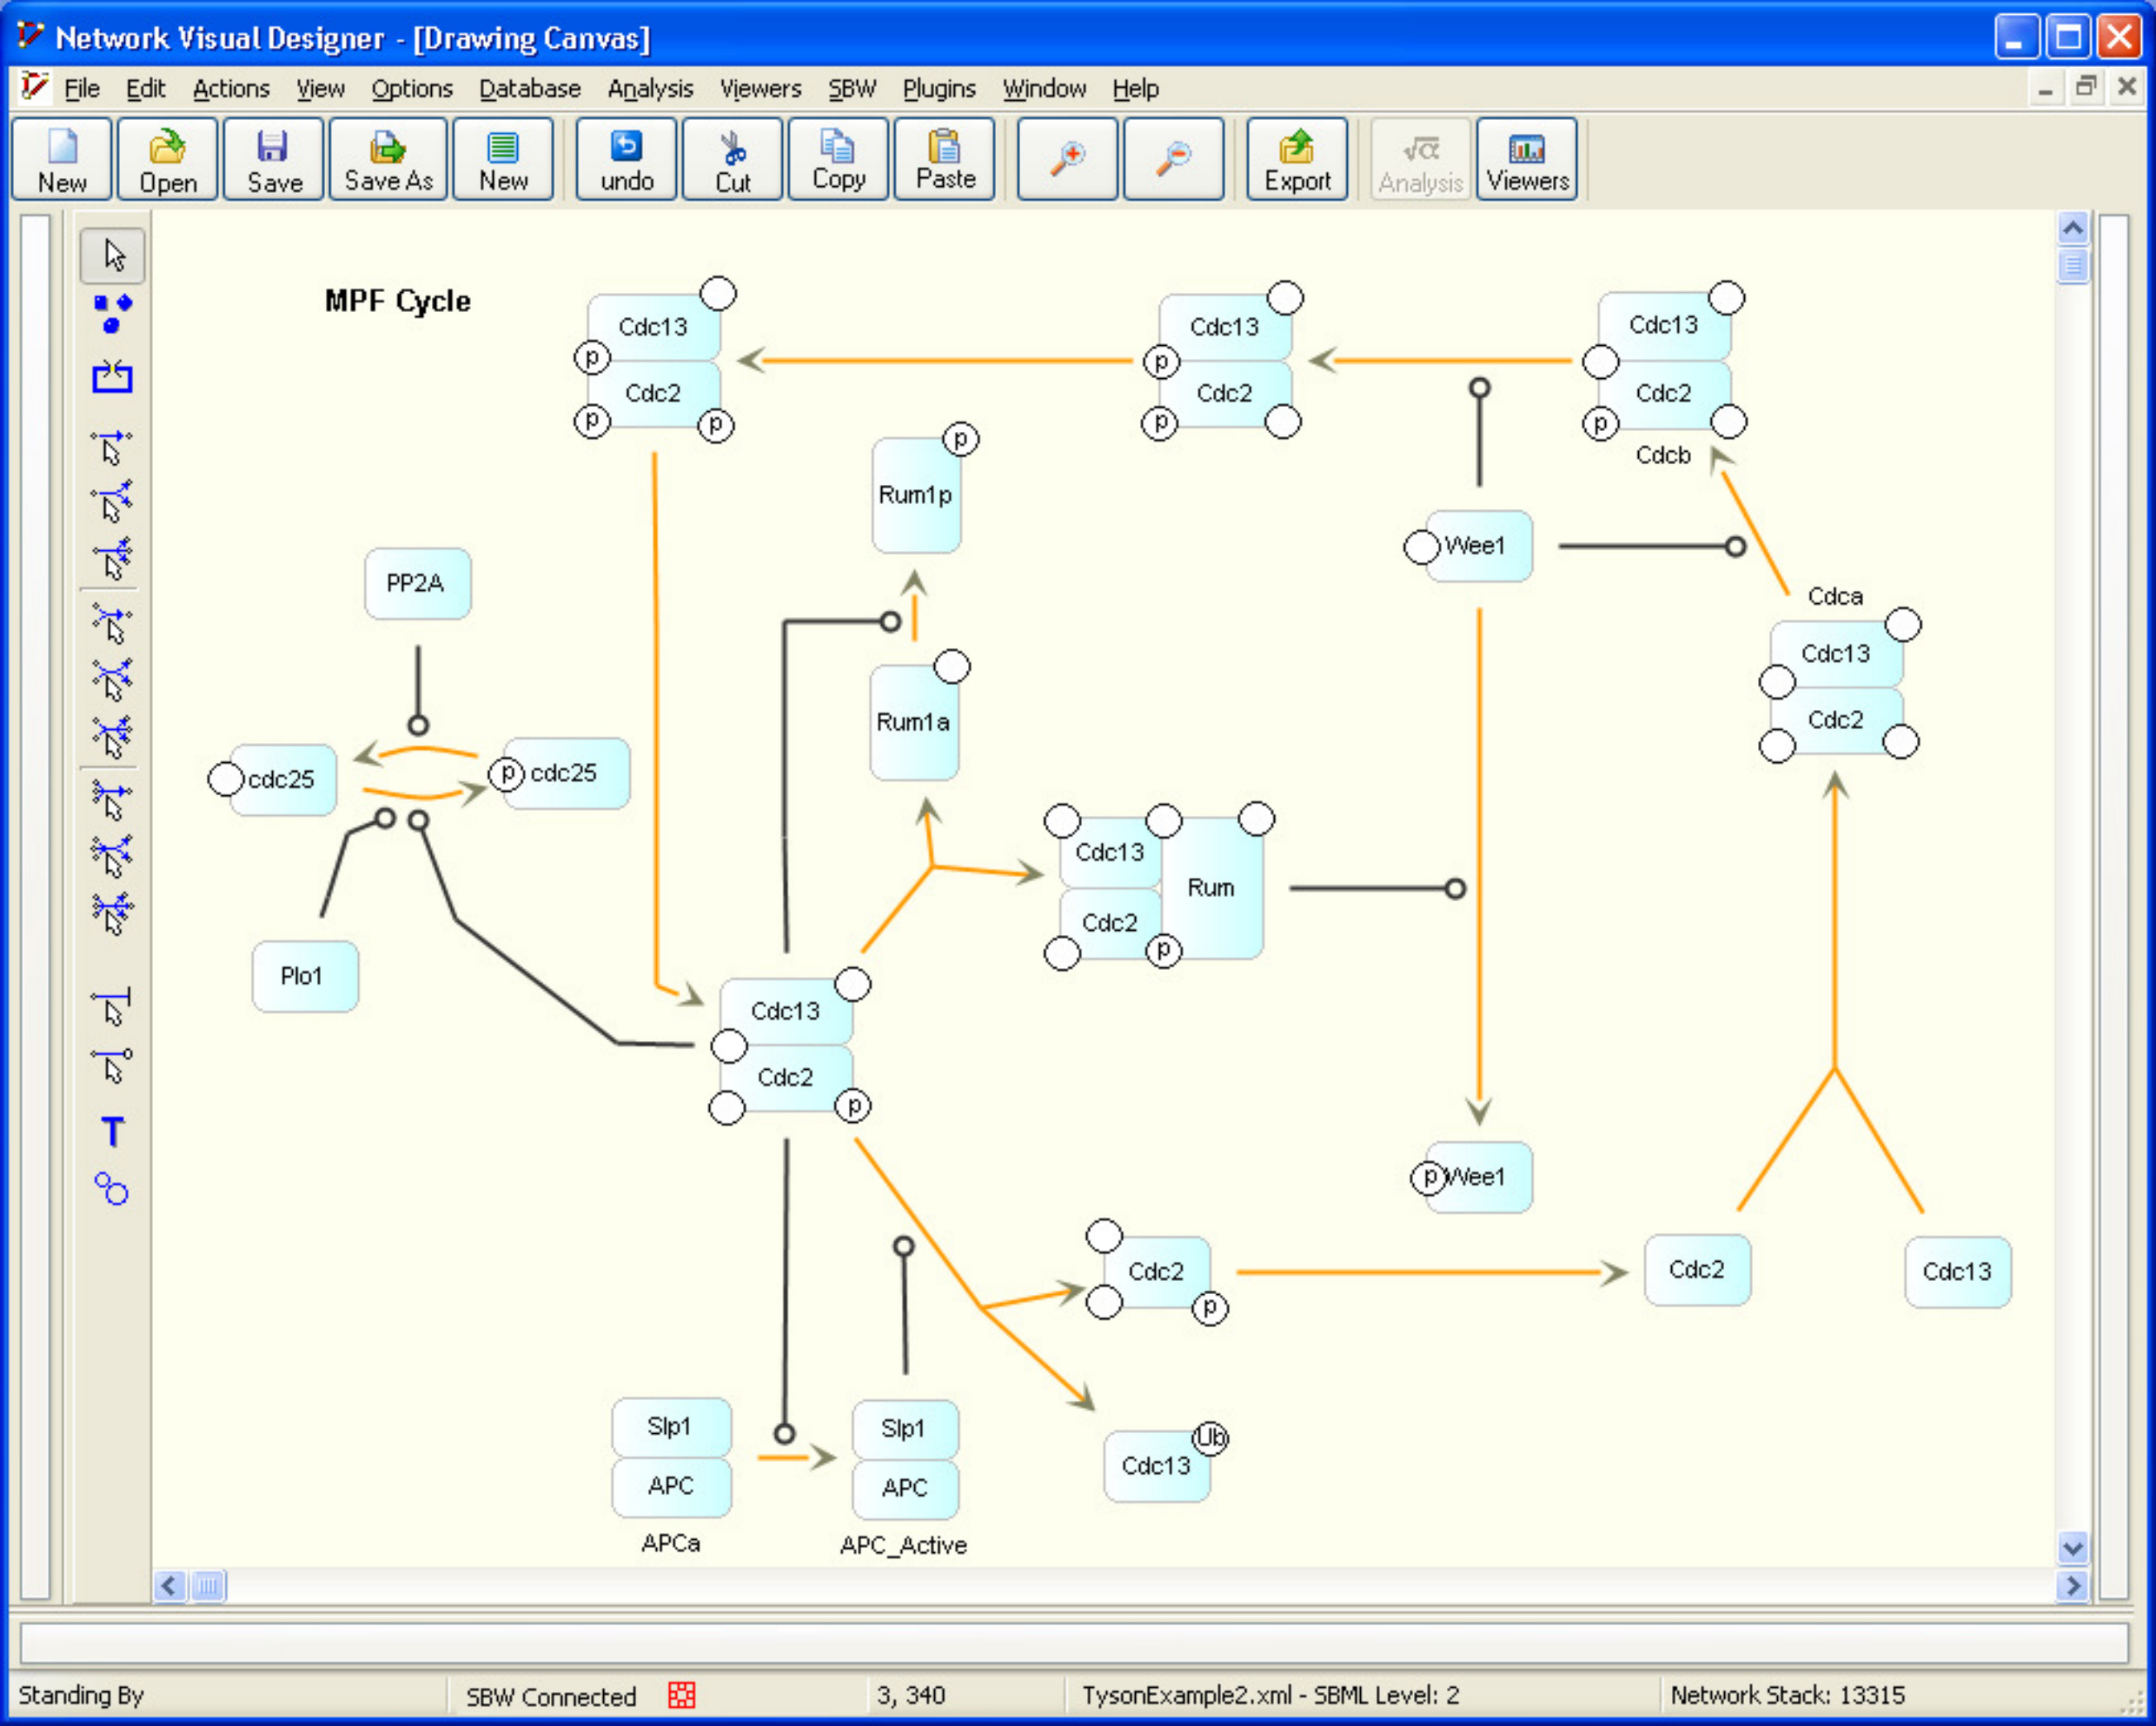 Network Visual Designer - [Drawing Canvas]
File Edit Actions View Options Database Analysis Viewers SBW Plugins Window Help
New Open Save Save As New undo Cut Copy Paste Export √α Analysis Viewers
MPF Cycle
Cdc13
p
Cdc2
p p
Cdc13
p
Cdc2
p
Cdc13
Cdc2
p
Cdcb
p
Rum1p
Wee1
PP2A
Cdca
Cdc13
Cdc2
Rum1a
cdc25
p cdc25
Cdc13
Rum
Cdc2
p
Plo1
Cdc13
Cdc2
p
p Wee1
Cdc2
p
Cdc2
Cdc13
Slp1
APC
APCa
Slp1
APC
APC_Active
Ub
Cdc13
T
Standing By SBW Connected 3, 340 TysonExample2.xml - SBML Level: 2 Network Stack: 13315